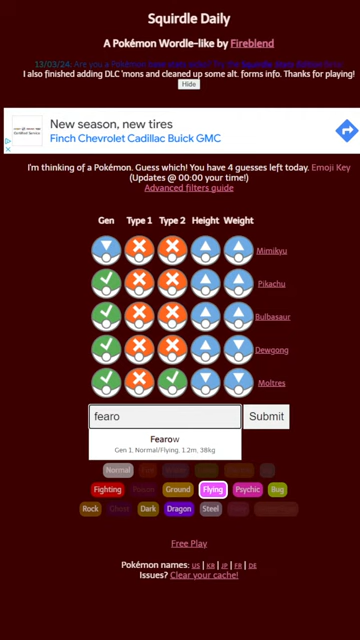 Squirdle Daily
A Pokémon Wordle-like by Fireblend
I also finished adding DLC 'mons and cleaned up some alt. forms info. Thanks for playing!
Hide
New season, new tires
Finch Chevrolet Cadillac Buick GMC
I'm thinking of a Pokémon. Guess which! You have 4 guesses left today. Emoji Key
(Updates @ 00:00 your time!)
Advanced filters guide
Gen Type 1 Type 2 Height Weight
Mimikyu
Pikachu
Bulbasaur
Dewgong
Moltres
fearo Submit
Fearow
Gen 1, Normal/Flying, 1.2m, 38kg
Normal
Fighting Poison Ground Flying Psychic Bug
Rock Ghost Dark Dragon Steel
Free Play
Pokémon names: US | KR | JP | FR | DE
Issues? Clear your cache!